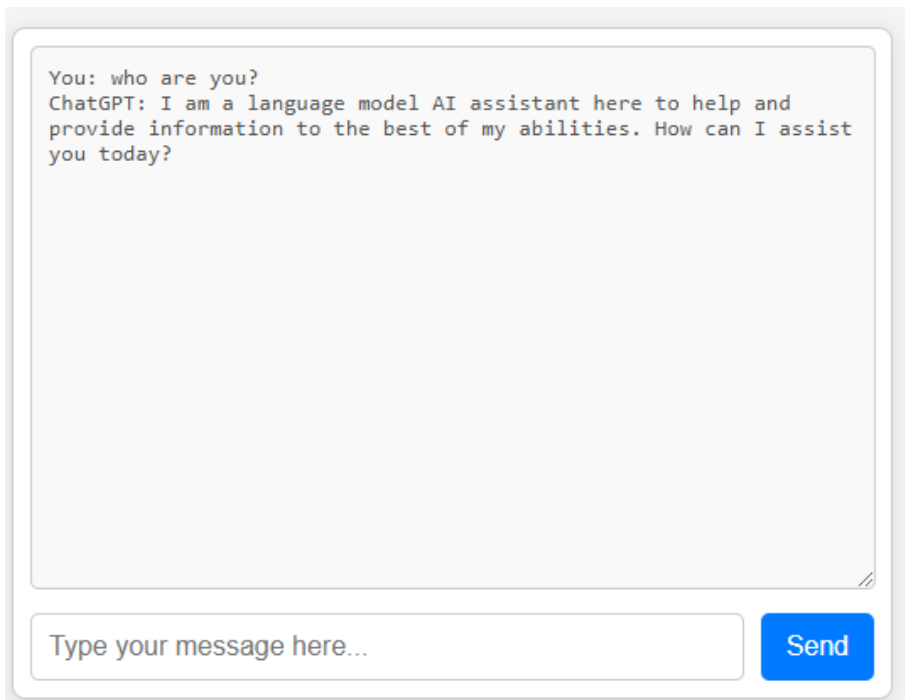 You: who are you?
ChatGPT: I am a language model AI assistant here to help and
provide information to the best of my abilities. How can I assist
you today?
Type your message here...
Send